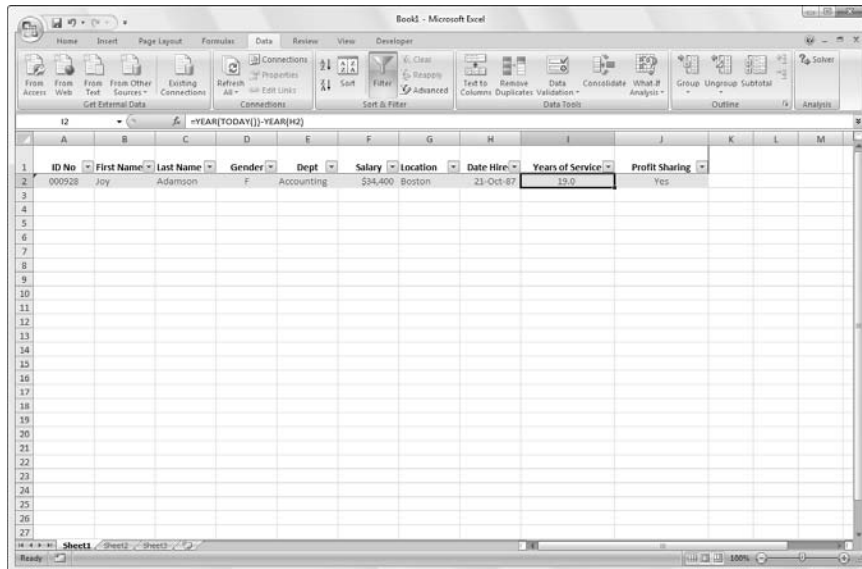 Book1 - Microsoft Excel
Home Insert Page Layout Formulas Data Review View Developer
From Access From Web From Text From Other Sources Existing Connections
Refresh All Connections Properties Edit Links
Sort Filter Clear Reapply Advanced
Text to Columns Remove Duplicates Data Validation Consolidate What-If Analysis
Group Ungroup Subtotal Solver
Get External Data Connections Sort & Filter Data Tools Outline Analysis
I2 fx =YEAR(TODAY())-YEAR(H2)
A B C D E F G H I J K L M
1 ID No First Name Last Name Gender Dept Salary Location Date Hire Years of Service Profit Sharing
2 000928 Joy Adamson F Accounting $34,400 Boston 21-Oct-87 19.0 Yes
3
4
5
6
7
8
9
10
11
12
13
14
15
16
17
18
19
20
21
22
23
24
25
26
27
Sheet1 Sheet2 Sheet3
Ready 100%